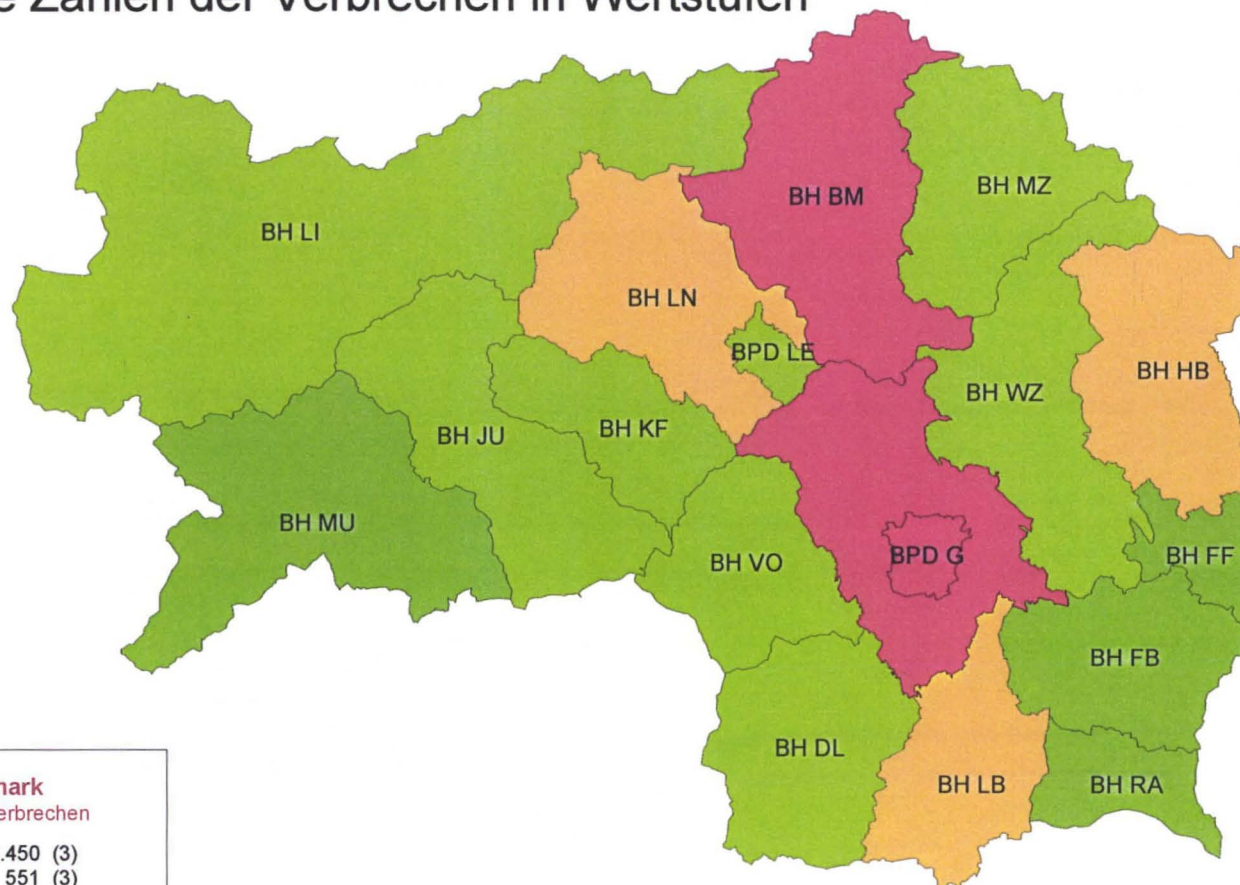 Zahlen der Verbrechen in Wertstufen
BH BM
BH MZ
BH LI
BH LN
BPD LE
BH HB
BH WZ
BH JU
BH KF
BH MU
BH VO
BPD G
BH FF
BH FB
BH DL
BH LB
BH RA
.450 (3)
551 (3)